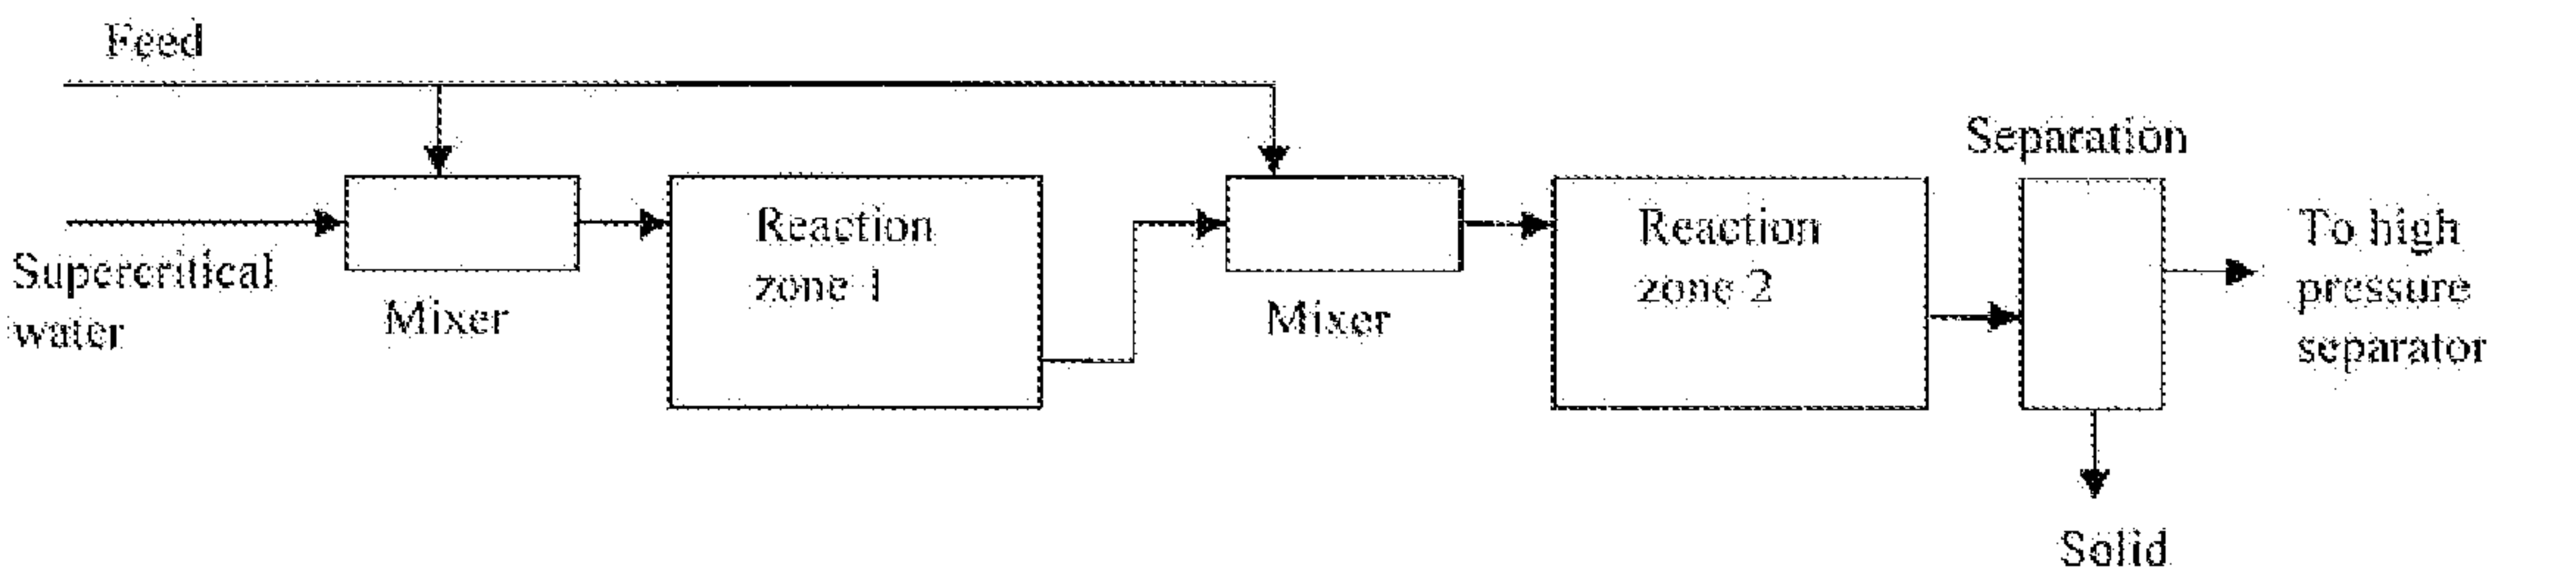 Feed
Separation
Supercritical
water
Mixer
Reaction
zone 1
Mixer
Reaction
zone 2
To high
pressure
separator
Solid